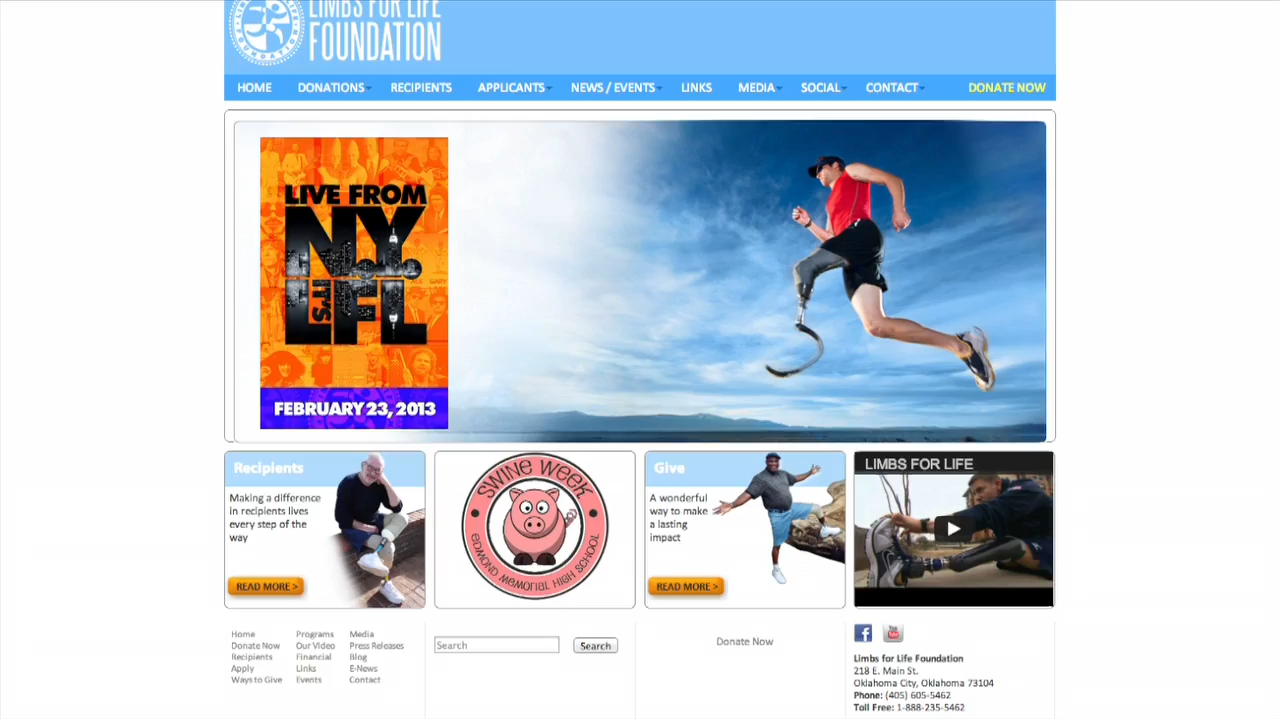 LIMBS FOR LIFE
FOUNDATION
HOME DONATIONS RECIPIENTS APPLICANTS NEWS / EVENTS LINKS MEDIA SOCIAL CONTACT DONATE NOW
LIVE FROM
N.Y.
IT'S
LFL
FEBRUARY 23, 2013
Recipients
Making a difference
in recipients lives
every step of the
way
READ MORE >
SWINE WEEK
EDMOND MEMORIAL HIGH SCHOOL
Give
A wonderful
way to make
a lasting
impact
READ MORE >
LIMBS FOR LIFE
Home Programs Media
Donate Now Our Video Press Releases
Recipients Financial Blog
Apply Links E-News
Ways to Give Events Contact
Search Search
Donate Now
You
Tube
Limbs for Life Foundation
218 E. Main St.
Oklahoma City, Oklahoma 73104
Phone: (405) 605-5462
Toll Free: 1-888-235-5462